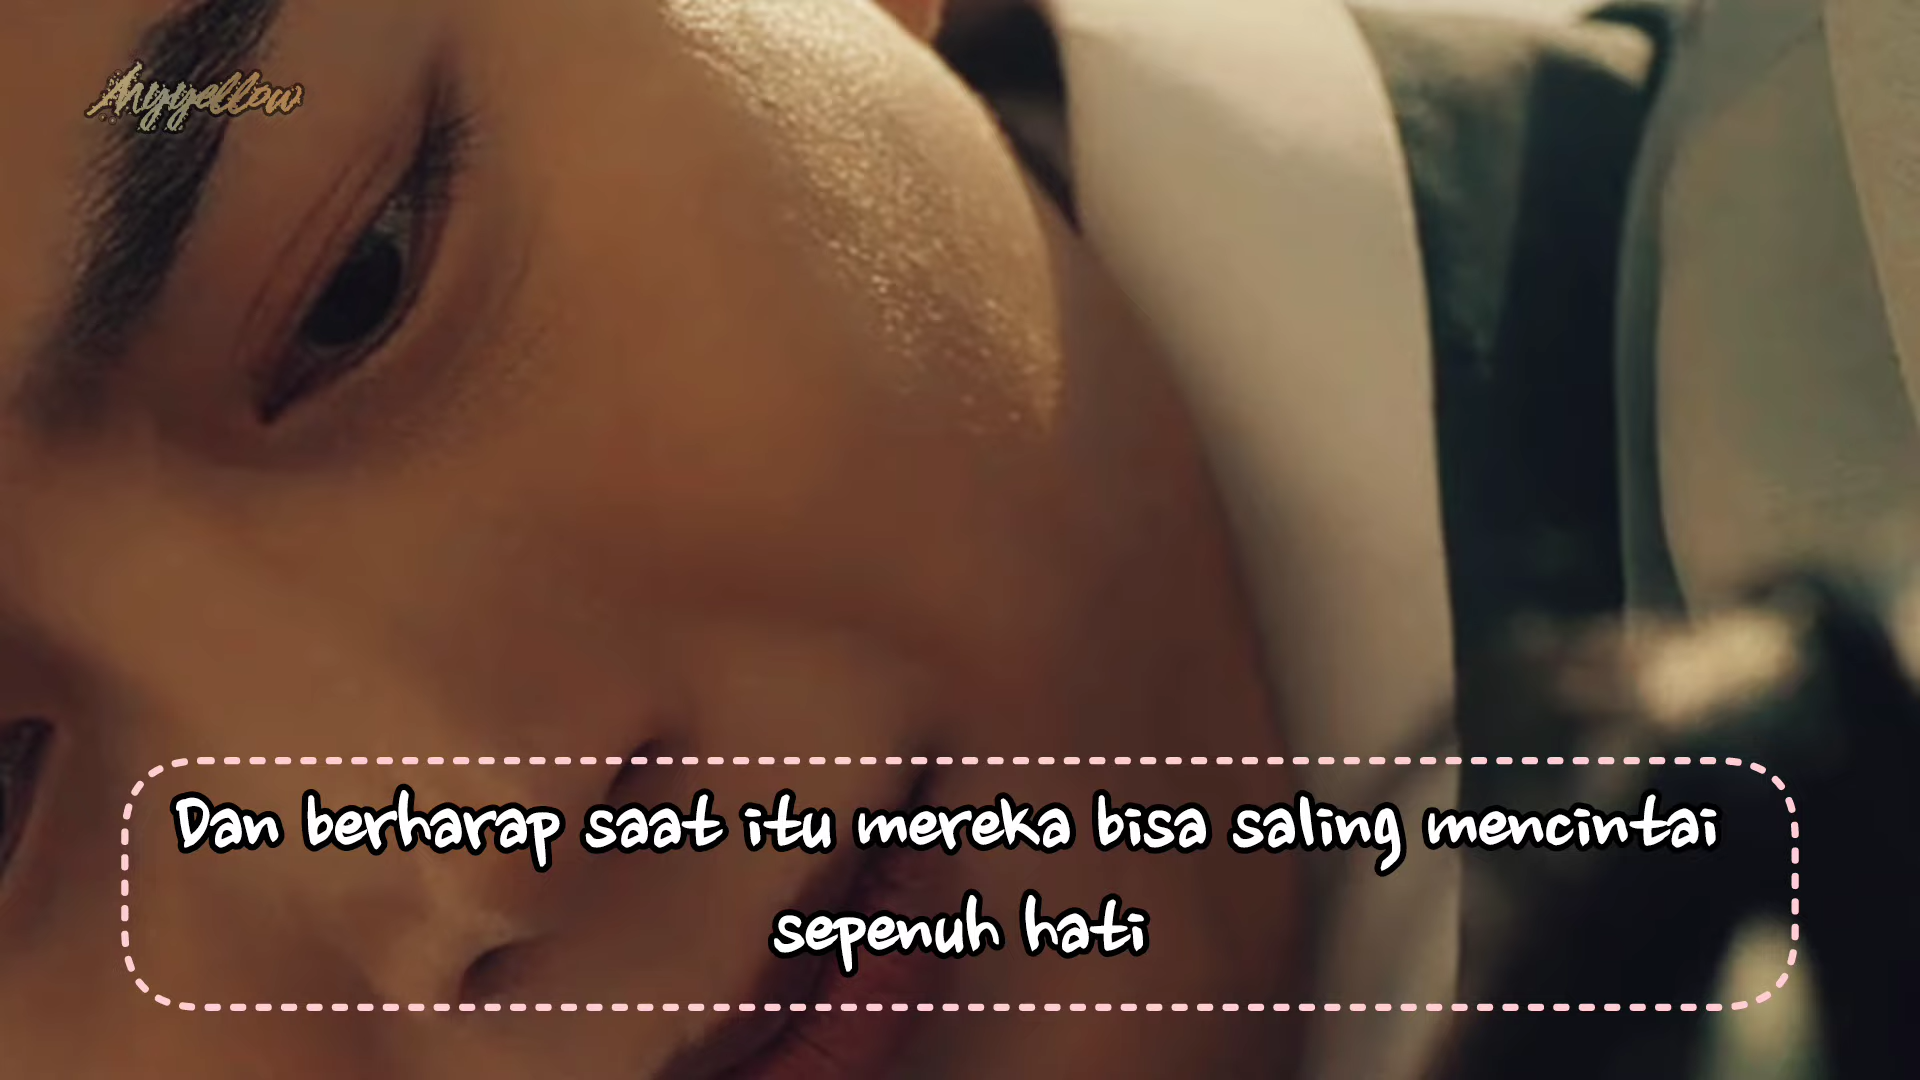 Anyyellow
Dan berharap saat itu mereka bisa saling mencintai
sepenuh hati